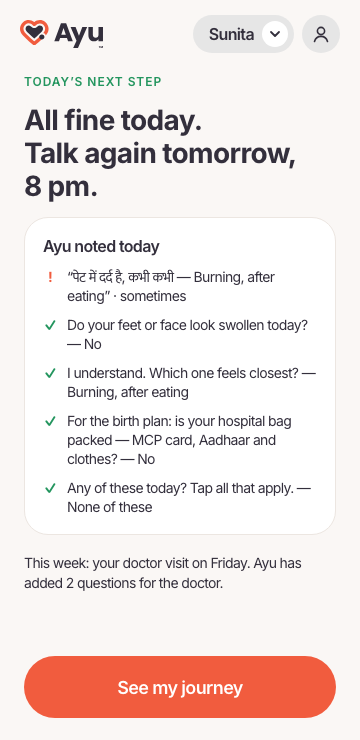 Ayu
Sunita
TODAY’S NEXT STEP
All fine today.
Talk again tomorrow,
8 pm.
Ayu noted today
! “पेट में दर्द है, कभी कभी — Burning, after
eating” · sometimes
Do your feet or face look swollen today?
— No
I understand. Which one feels closest? —
Burning, after eating
For the birth plan: is your hospital bag
packed — MCP card, Aadhaar and
clothes? — No
Any of these today? Tap all that apply. —
None of these
This week: your doctor visit on Friday. Ayu has
added 2 questions for the doctor.
See my journey